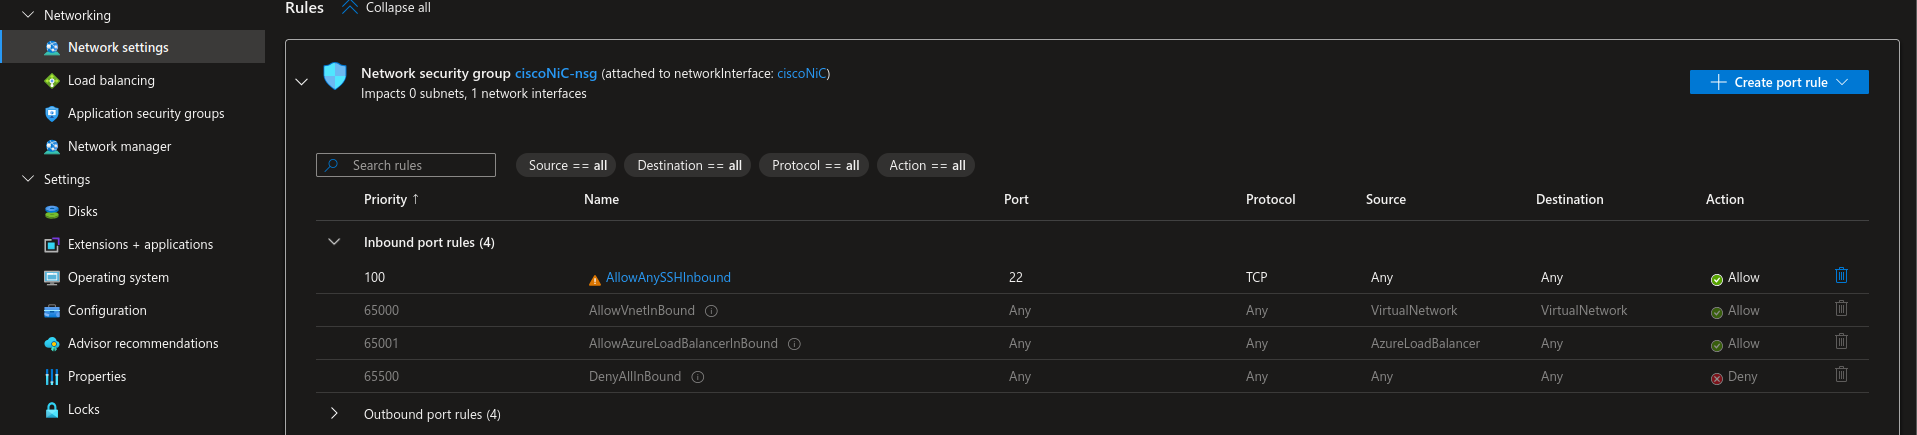 Networking
Network settings
Load balancing
Application security groups
Network manager
Settings
Disks
Extensions + applications
Operating system
Configuration
Advisor recommendations
Properties
Locks
Rules Collapse all
Network security group ciscoNiC-nsg (attached to networkInterface: ciscoNiC)
Impacts 0 subnets, 1 network interfaces
Create port rule
Search rules Source == all Destination == all Protocol == all Action == all
Priority ↑ Name Port Protocol Source Destination Action
Inbound port rules (4)
100 AllowAnySSHInbound 22 TCP Any Any Allow
65000 AllowVnetInBound Any Any VirtualNetwork VirtualNetwork Allow
65001 AllowAzureLoadBalancerInBound Any Any AzureLoadBalancer Any Allow
65500 DenyAllInBound Any Any Any Any Deny
Outbound port rules (4)